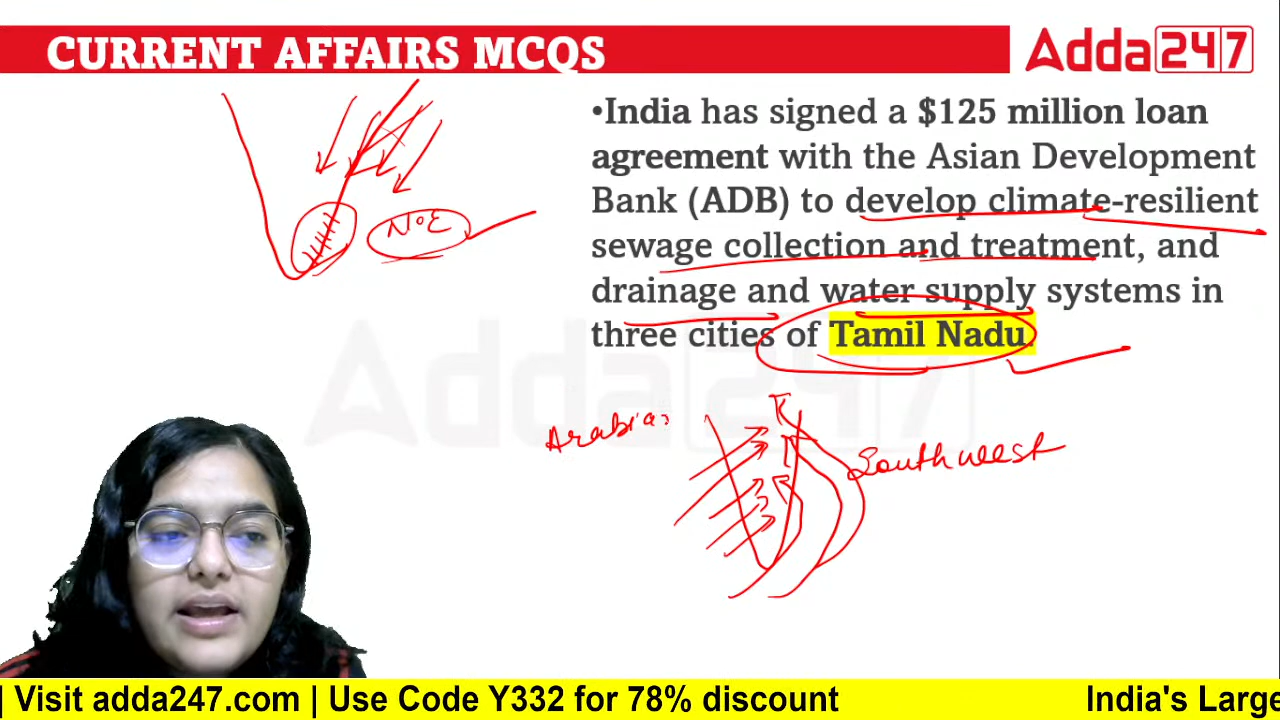 CURRENT AFFAIRS MCQS
Adda247
•India has signed a $125 million loan
agreement with the Asian Development
Bank (ADB) to develop climate-resilient
sewage collection and treatment, and
drainage and water supply systems in
three cities of Tamil Nadu
N.E
Arabian
Southwest
| Visit adda247.com | Use Code Y332 for 78% discount
India's Large